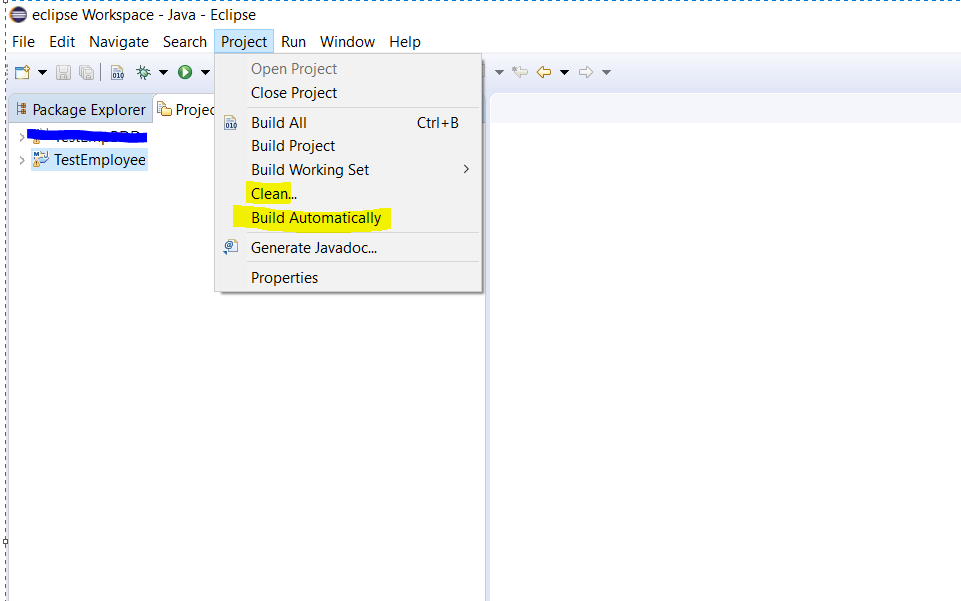 eclipse Workspace - Java - Eclipse
File Edit Navigate Search Project Run Window Help
Open Project
Close Project
Package Explorer Projec
Build All Ctrl+B
Build Project
TestEmployee
Build Working Set
Clean...
Build Automatically
Generate Javadoc...
Properties